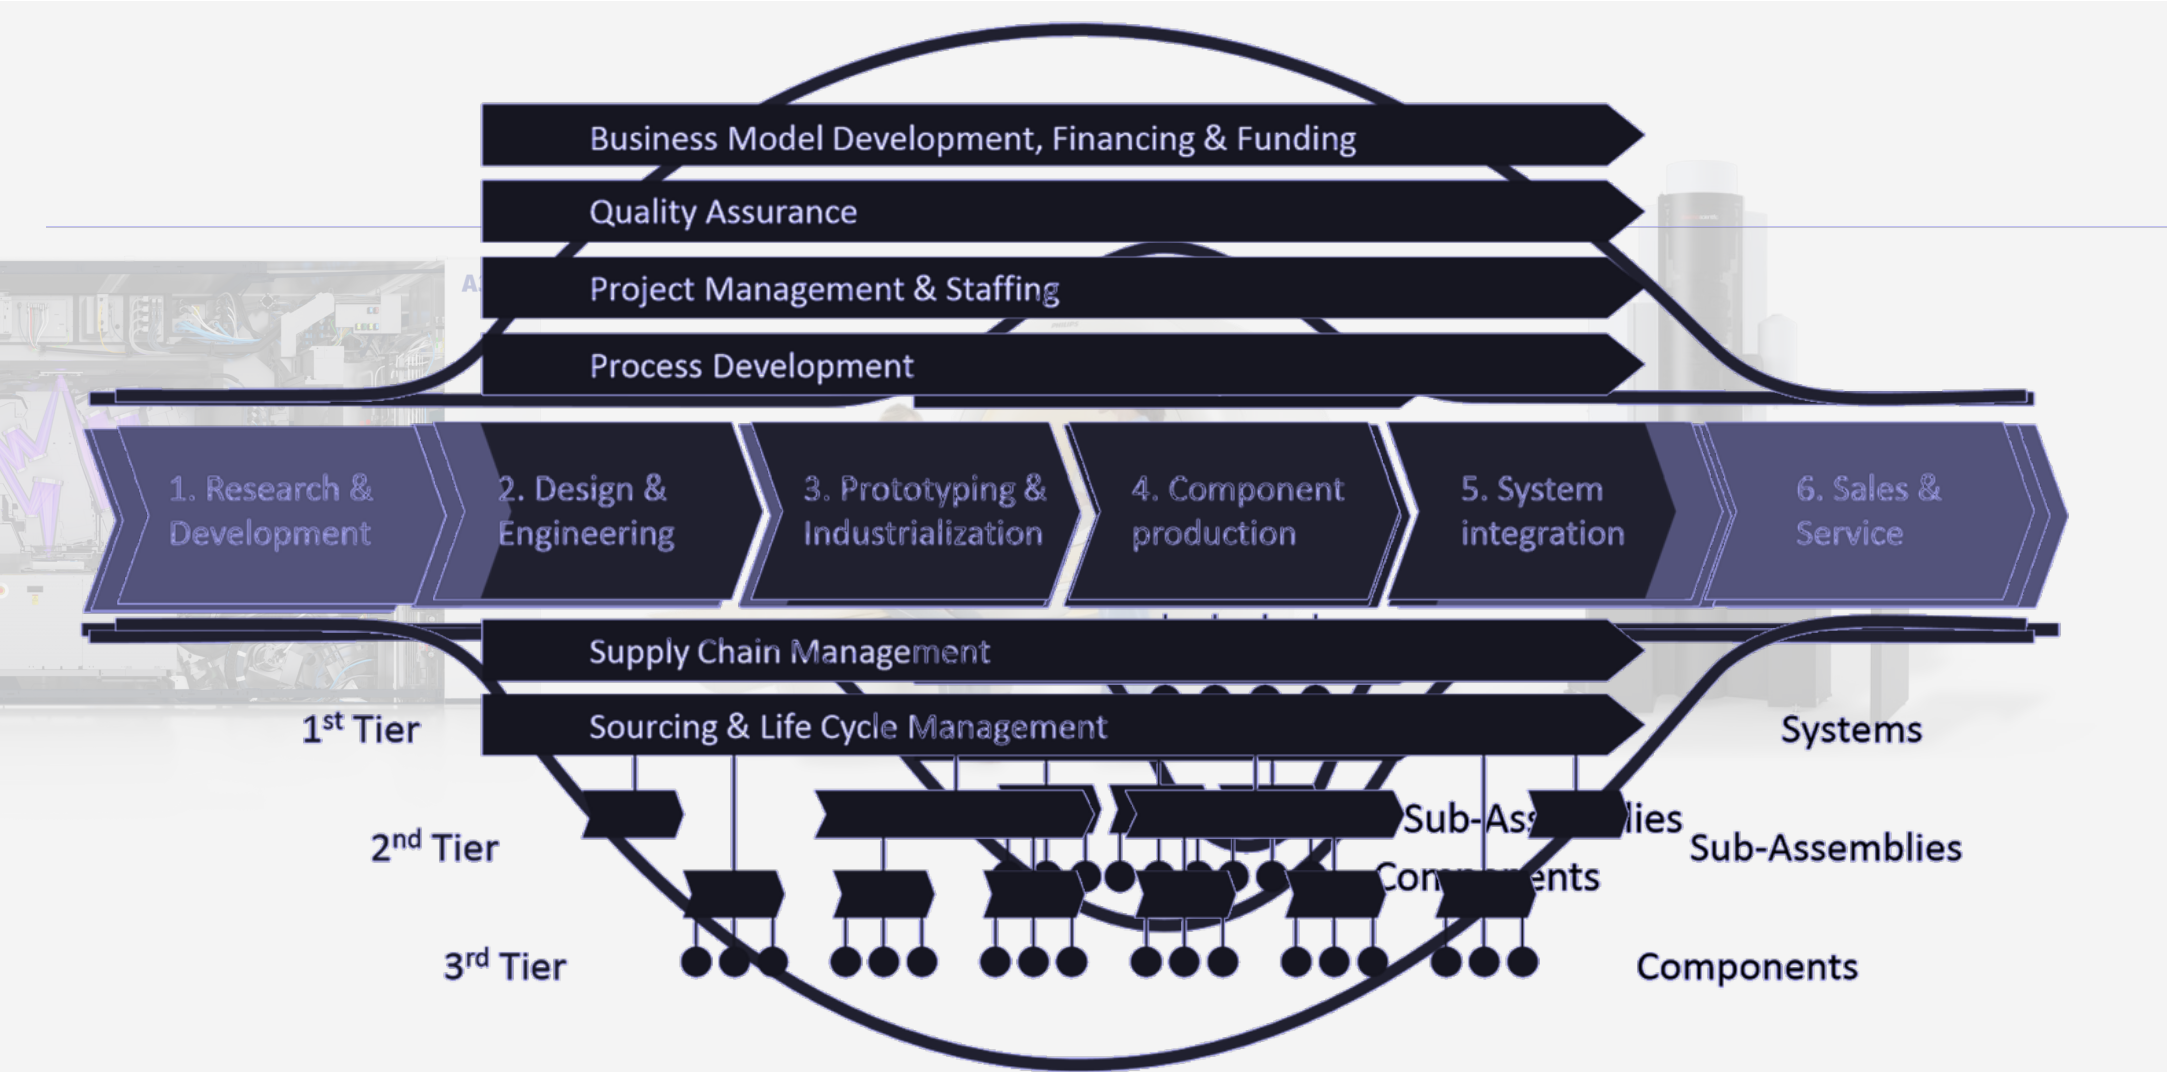 Business Model Development, Financing & Funding
Quality Assurance
Project Management & Staffing
Process Development
1. Research &
Development
2. Design &
Engineering
3. Prototyping &
Industrialization
4. Component
production
5. System
integration
6. Sales &
Service
Supply Chain Management
Sourcing & Life Cycle Management
1st Tier
Systems
2nd Tier
Sub-Assemblies
3rd Tier
Components